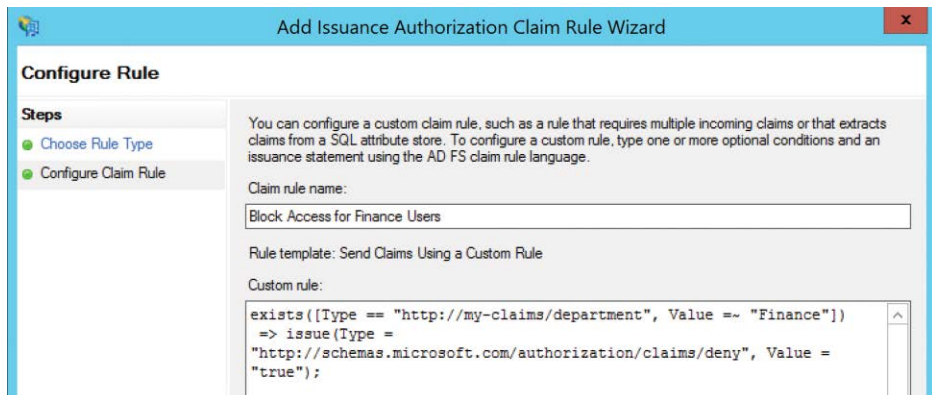 Add Issuance Authorization Claim Rule Wizard
x
Configure Rule
Steps
Choose Rule Type
Configure Claim Rule
You can configure a custom claim rule, such as a rule that requires multiple incoming claims or that extracts
claims from a SQL attribute store. To configure a custom rule, type one or more optional conditions and an
issuance statement using the AD FS claim rule language.
Claim rule name:
Block Access for Finance Users
Rule template: Send Claims Using a Custom Rule
Custom rule:
exists([Type == "http://my-claims/department", Value =~ "Finance"])
=> issue(Type =
"http://schemas.microsoft.com/authorization/claims/deny", Value =
"true");